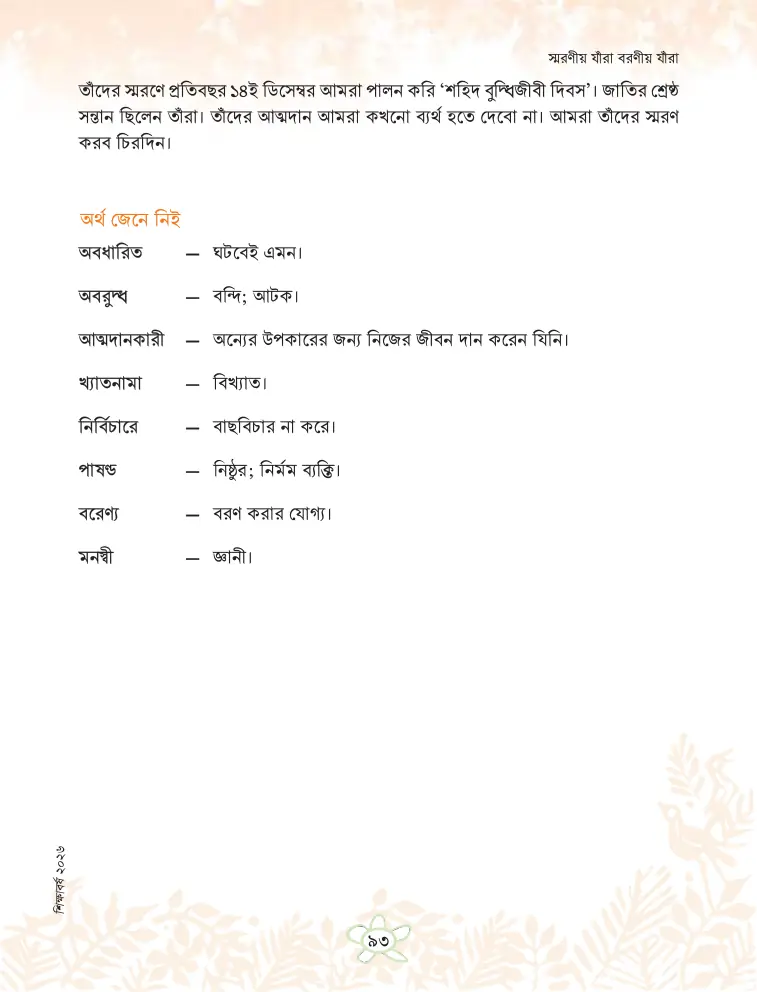 স্মরণীয় যাঁরা বরণীয় যাঁরা
তাঁদের স্মরণে প্রতিবছর ১৪ই ডিসেম্বর আমরা পালন করি ‘শহিদ বুদ্ধিজীবী দিবস’। জাতির শ্রেষ্ঠ
সন্তান ছিলেন তাঁরা। তাঁদের আত্মদান আমরা কখনো ব্যর্থ হতে দেবো না। আমরা তাঁদের স্মরণ
করব চিরদিন।
অর্থ জেনে নিই
অবধারিত — ঘটবেই এমন।
অবরুদ্ধ — বন্দি; আটক।
আত্মদানকারী — অন্যের উপকারের জন্য নিজের জীবন দান করেন যিনি।
খ্যাতনামা — বিখ্যাত।
নির্বিচারে — বাছবিচার না করে।
পাষণ্ড — নিষ্ঠুর; নির্মম ব্যক্তি।
বরেণ্য — বরণ করার যোগ্য।
মনস্বী — জ্ঞানী।
শিক্ষাবর্ষ ২০২৬
৯৩